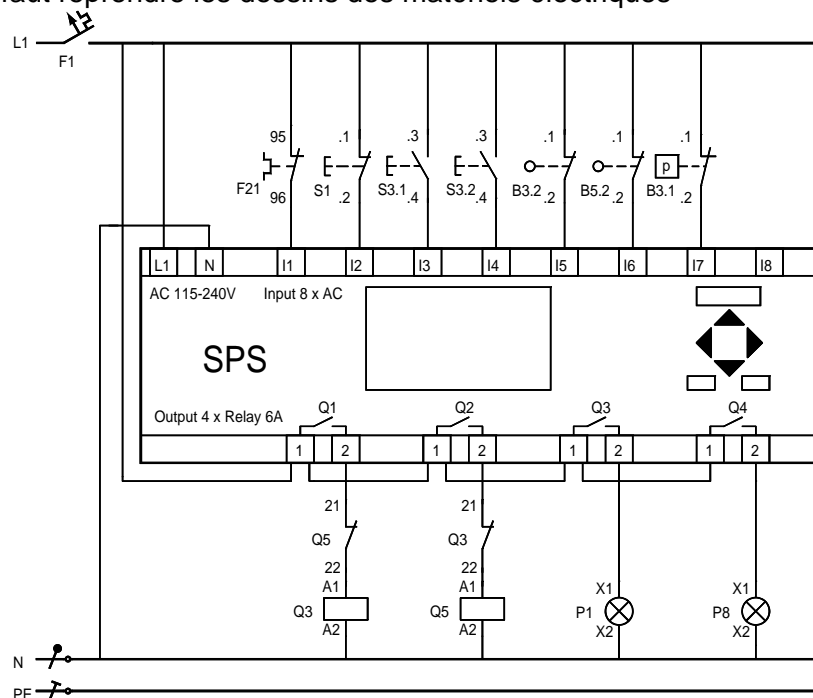 faut reprendre les dessins des matériels électriques
L1
F1
95 .1 .3 .3 .1 .1 .1
p
F21 S1 S3.1 S3.2 B3.2 B5.2 B3.1
96 .2 .4 .4 .2 .2 .2
L1 N I1 I2 I3 I4 I5 I6 I7 I8
AC 115-240V Input 8 x AC
SPS
Output 4 x Relay 6A Q1 Q2 Q3 Q4
1 2 1 2 1 2 1 2
21 21
Q5 Q3
22 22
A1 A1 X1 X1
Q3 Q5 P1 P8
A2 A2 X2 X2
N
PE